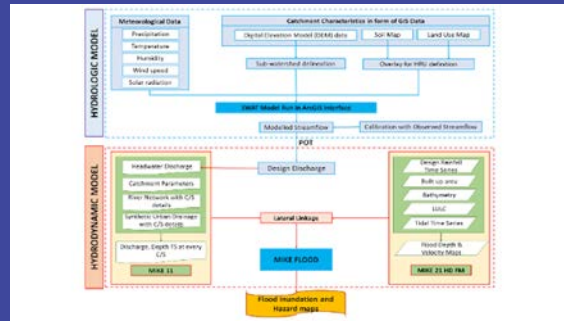 HYDROLOGIC MODEL
Meteorological Data
Precipitation
Temperature
Humidity
Wind speed
Solar radiation
Catchment Characteristics in form of GIS Data
Digital Elevation Model (DEM) data
Soil Map
Land Use Map
Sub-watershed delineation
Overlay for HRU definition
SWAT Model Run in ArcGIS Interface
Modelled Streamflow
Calibration with Observed Streamflow
POT
HYDRODYNAMIC MODEL
Headwater Discharge
Catchment Parameters
River Network with C/S
details
Synthetic Urban Drainage
with C/S details
Discharge, Depth TS at every
C/S
MIKE 11
Design Discharge
Lateral Linkage
MIKE FLOOD
Flood Inundation and
Hazard maps
Design Rainfall
Time Series
Built up area
Bathymetry
LULC
Tidal Time Series
Flood Depth &
Velocity Maps
MIKE 21 HD FM